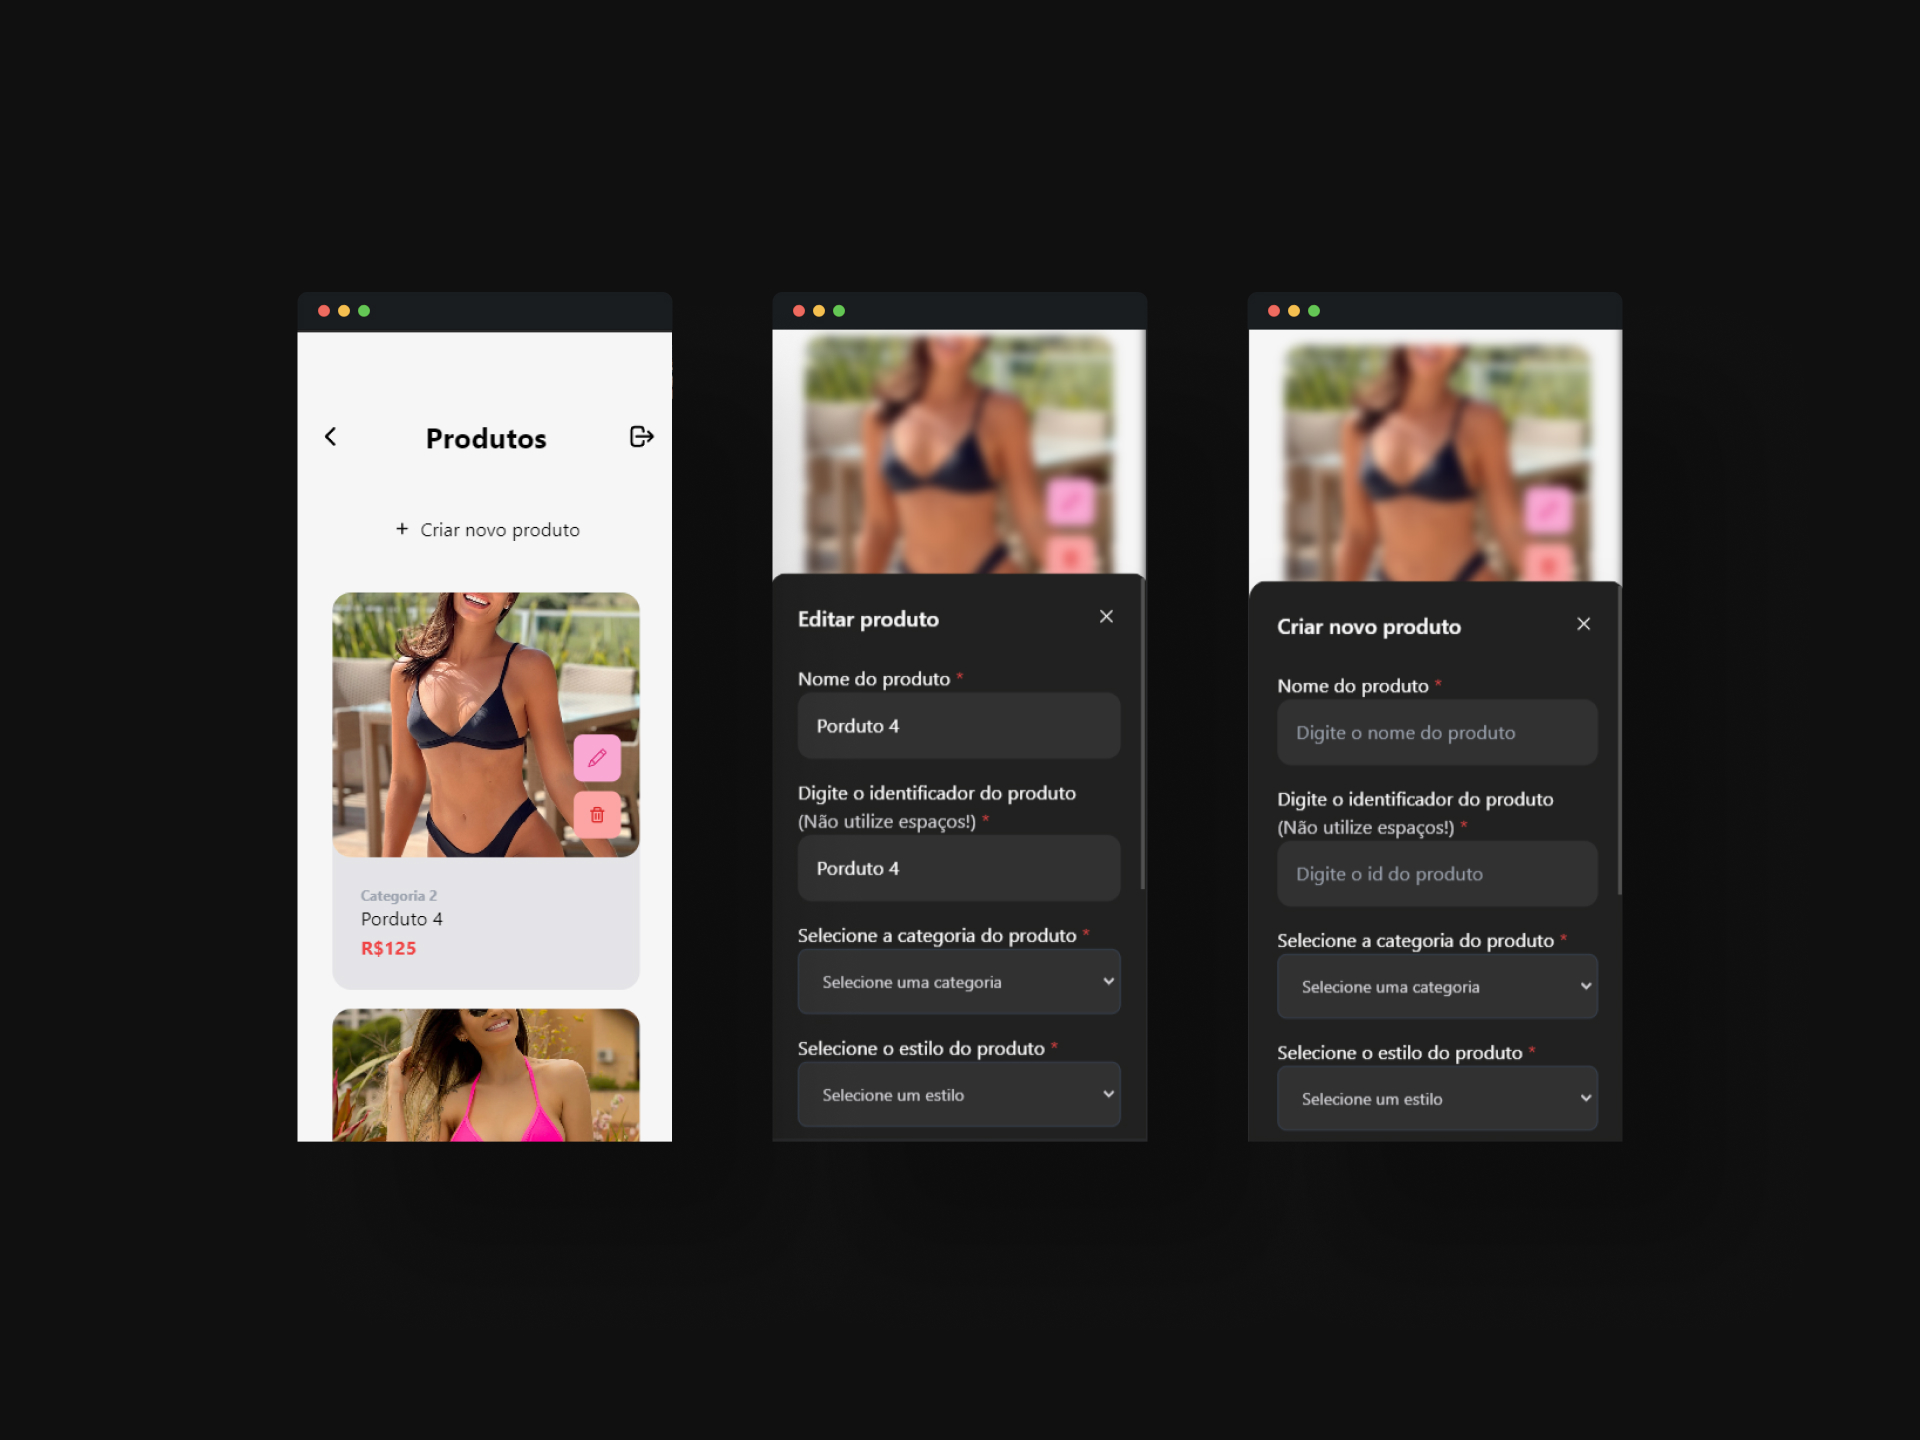 Produtos
+ Criar novo produto
Categoria 2
Porduto 4
R$125
Editar produto
Nome do produto *
Porduto 4
Digite o identificador do produto
(Não utilize espaços!) *
Porduto 4
Selecione a categoria do produto *
Selecione uma categoria
Selecione o estilo do produto *
Selecione um estilo
Criar novo produto
Nome do produto *
Digite o nome do produto
Digite o identificador do produto
(Não utilize espaços!) *
Digite o id do produto
Selecione a categoria do produto *
Selecione uma categoria
Selecione o estilo do produto *
Selecione um estilo